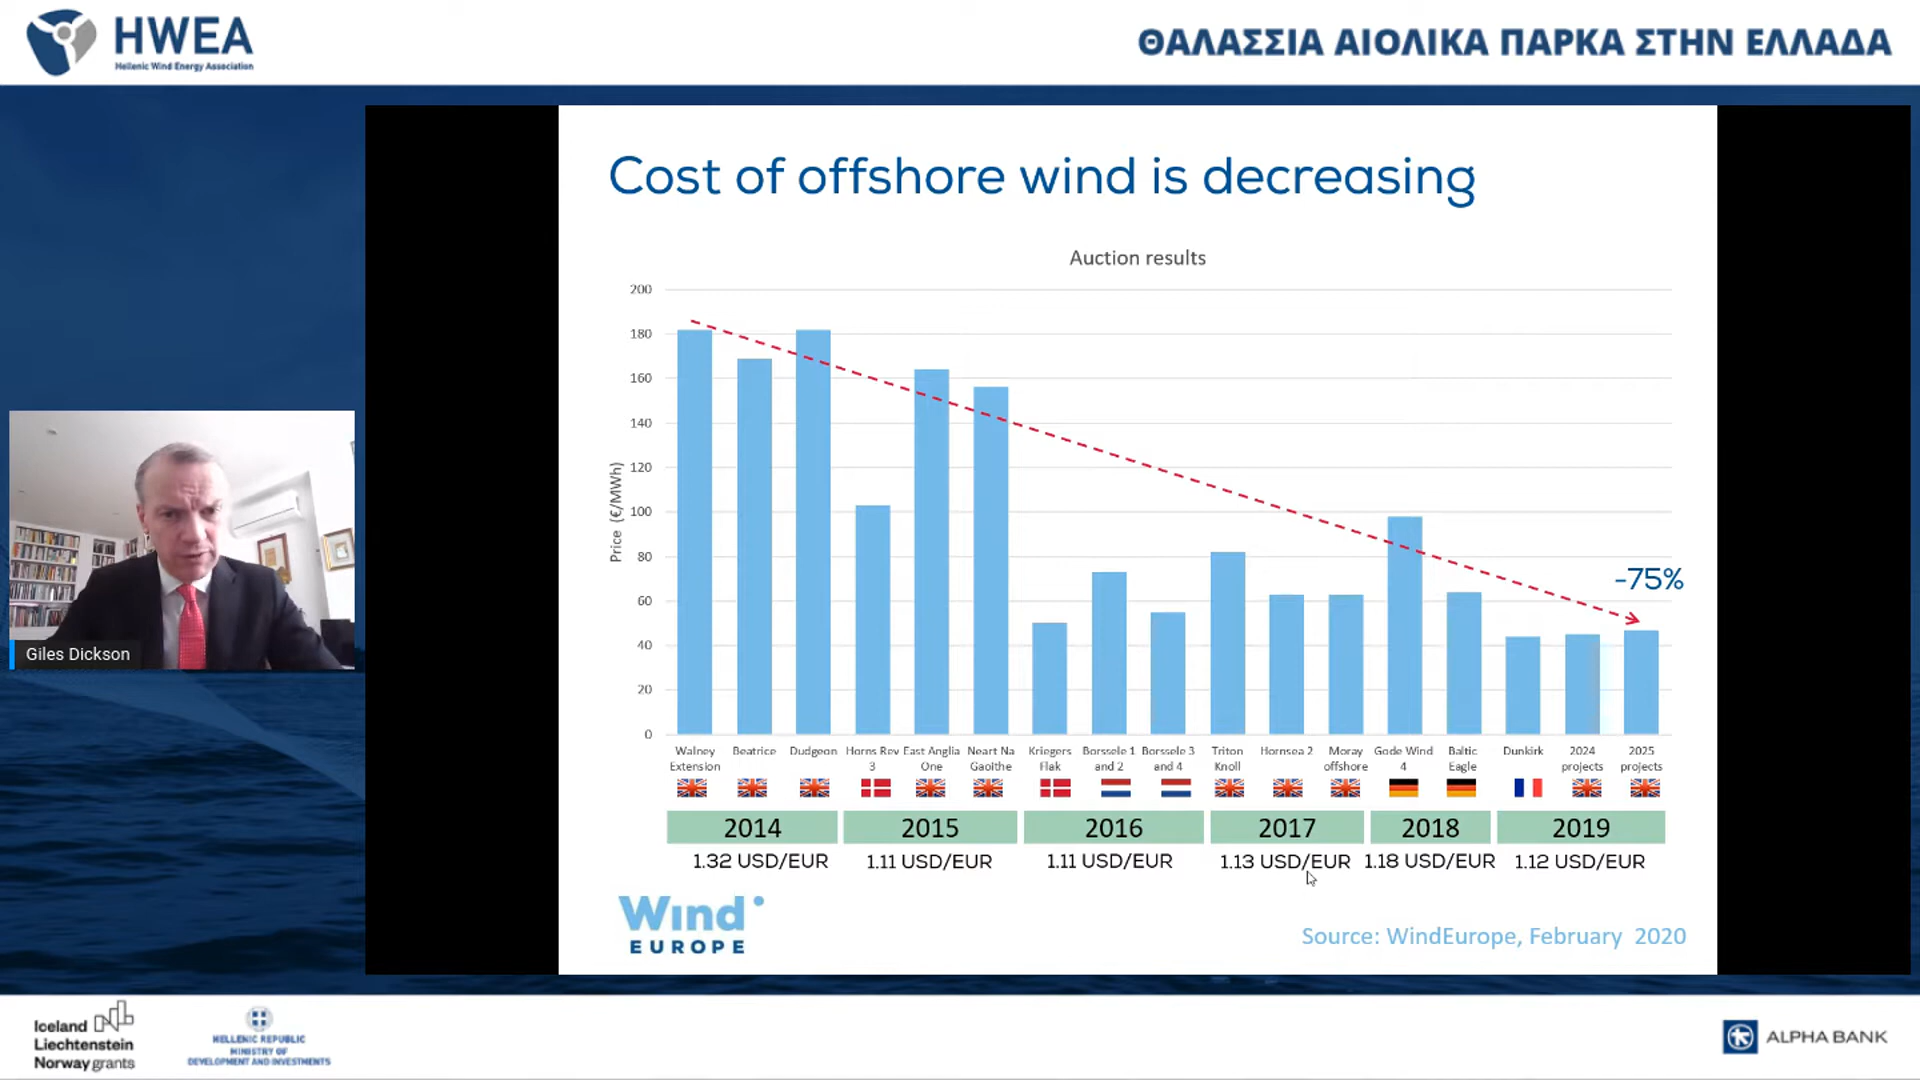 HWEA
Hellenic Wind Energy Association
ΘΑΛΑΣΣΙΑ ΑΙΟΛΙΚΑ ΠΑΡΚΑ ΣΤΗΝ ΕΛΛΑΔΑ
Cost of offshore wind is decreasing
Auction results
Price (€/MWh)
200
180
160
140
120
100
80
60
40
20
0
-75%
Walney Extension
Beatrice
Dudgeon
Horns Rev 3
East Anglia One
Neart Na Gaoithe
Kriegers Flak
Borssele 1 and 2
Borssele 3 and 4
Triton Knoll
Hornsea 2
Moray offshore
Gode Wind 4
Baltic Eagle
Dunkirk
2024 projects
2025 projects
2014 2015 2016 2017 2018 2019
1.32 USD/EUR 1.11 USD/EUR 1.11 USD/EUR 1.13 USD/EUR 1.18 USD/EUR 1.12 USD/EUR
Wind
EUROPE
Source: WindEurope, February 2020
Giles Dickson
Iceland
Liechtenstein
Norway grants
HELLENIC REPUBLIC
MINISTRY OF
DEVELOPMENT AND INVESTMENTS
ALPHA BANK